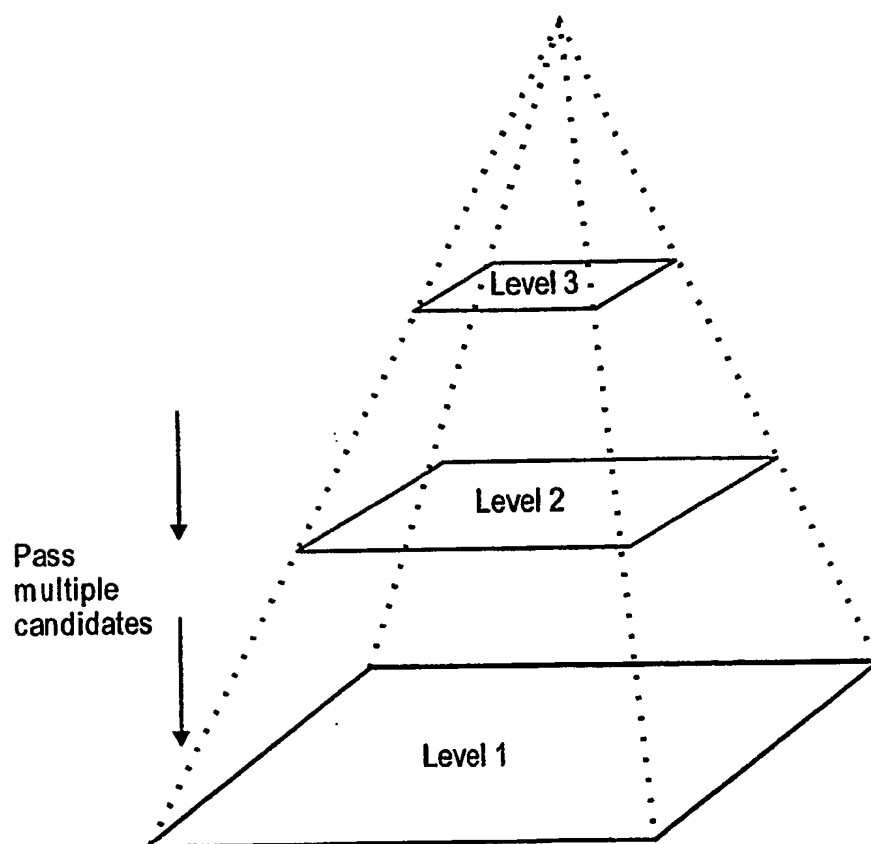 Level 3
Level 2
Pass
multiple
candidates
Level 1